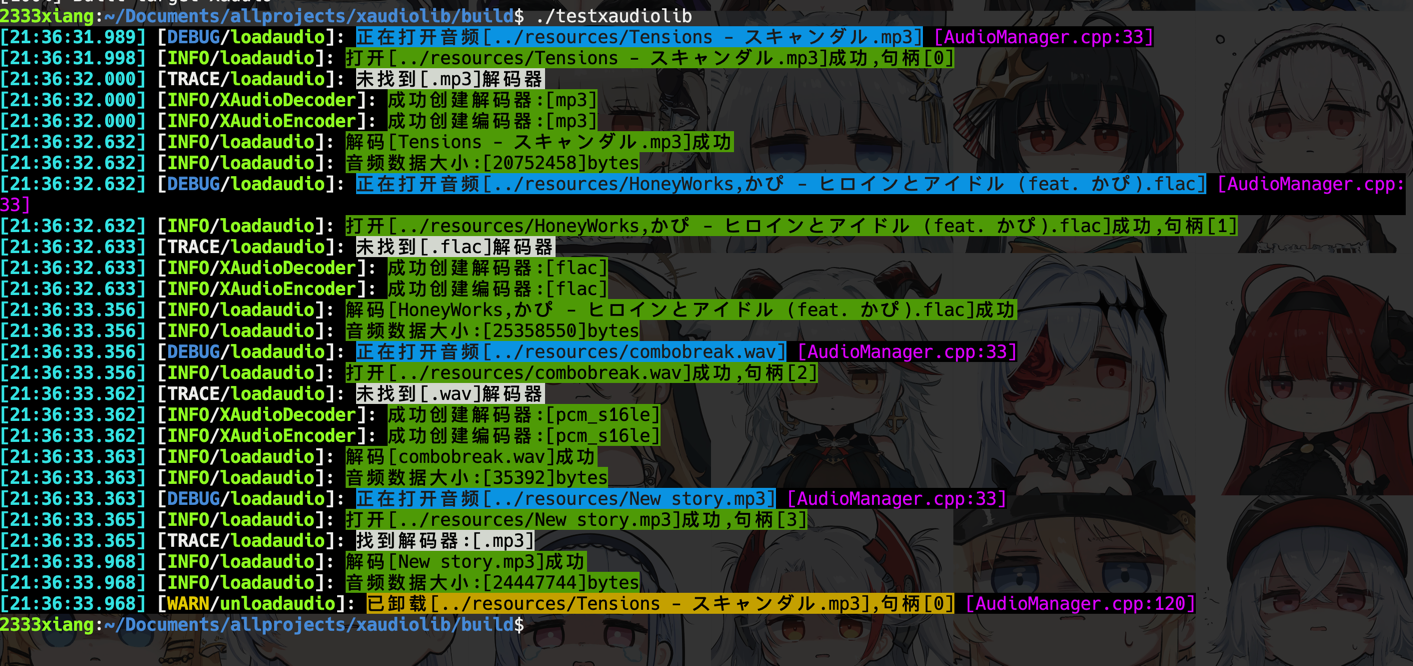 2333xiang:~/Documents/allprojects/xaudiolib/build$ ./testxaudiolib
[21:36:31.989] [DEBUG/loadaudio]: 正在打开音频[../resources/Tensions - スキャンダル.mp3] [AudioManager.cpp:33]
[21:36:31.998] [INFO/loadaudio]: 打开[../resources/Tensions - スキャンダル.mp3]成功,句柄[0]
[21:36:32.000] [TRACE/loadaudio]: 未找到[.mp3]解码器
[21:36:32.000] [INFO/XAudioDecoder]: 成功创建解码器:[mp3]
[21:36:32.000] [INFO/XAudioEncoder]: 成功创建编码器:[mp3]
[21:36:32.632] [INFO/loadaudio]: 解码[Tensions - スキャンダル.mp3]成功
[21:36:32.632] [INFO/loadaudio]: 音频数据大小:[20752458]bytes
[21:36:32.632] [DEBUG/loadaudio]: 正在打开音频[../resources/HoneyWorks,かぴ - ヒロインとアイドル (feat. かぴ).flac] [AudioManager.cpp:
33]
[21:36:32.632] [INFO/loadaudio]: 打开[../resources/HoneyWorks,かぴ - ヒロインとアイドル (feat. かぴ).flac]成功,句柄[1]
[21:36:32.633] [TRACE/loadaudio]: 未找到[.flac]解码器
[21:36:32.633] [INFO/XAudioDecoder]: 成功创建解码器:[flac]
[21:36:32.633] [INFO/XAudioEncoder]: 成功创建编码器:[flac]
[21:36:33.356] [INFO/loadaudio]: 解码[HoneyWorks,かぴ - ヒロインとアイドル (feat. かぴ).flac]成功
[21:36:33.356] [INFO/loadaudio]: 音频数据大小:[25358550]bytes
[21:36:33.356] [DEBUG/loadaudio]: 正在打开音频[../resources/combobreak.wav] [AudioManager.cpp:33]
[21:36:33.356] [INFO/loadaudio]: 打开[../resources/combobreak.wav]成功,句柄[2]
[21:36:33.362] [TRACE/loadaudio]: 未找到[.wav]解码器
[21:36:33.362] [INFO/XAudioDecoder]: 成功创建解码器:[pcm_s16le]
[21:36:33.362] [INFO/XAudioEncoder]: 成功创建编码器:[pcm_s16le]
[21:36:33.363] [INFO/loadaudio]: 解码[combobreak.wav]成功
[21:36:33.363] [INFO/loadaudio]: 音频数据大小:[35392]bytes
[21:36:33.363] [DEBUG/loadaudio]: 正在打开音频[../resources/New story.mp3] [AudioManager.cpp:33]
[21:36:33.365] [INFO/loadaudio]: 打开[../resources/New story.mp3]成功,句柄[3]
[21:36:33.365] [TRACE/loadaudio]: 找到解码器:[.mp3]
[21:36:33.968] [INFO/loadaudio]: 解码[New story.mp3]成功
[21:36:33.968] [INFO/loadaudio]: 音频数据大小:[24447744]bytes
[21:36:33.968] [WARN/unloadaudio]: 已卸载[../resources/Tensions - スキャンダル.mp3],句柄[0] [AudioManager.cpp:120]
2333xiang:~/Documents/allprojects/xaudiolib/build$